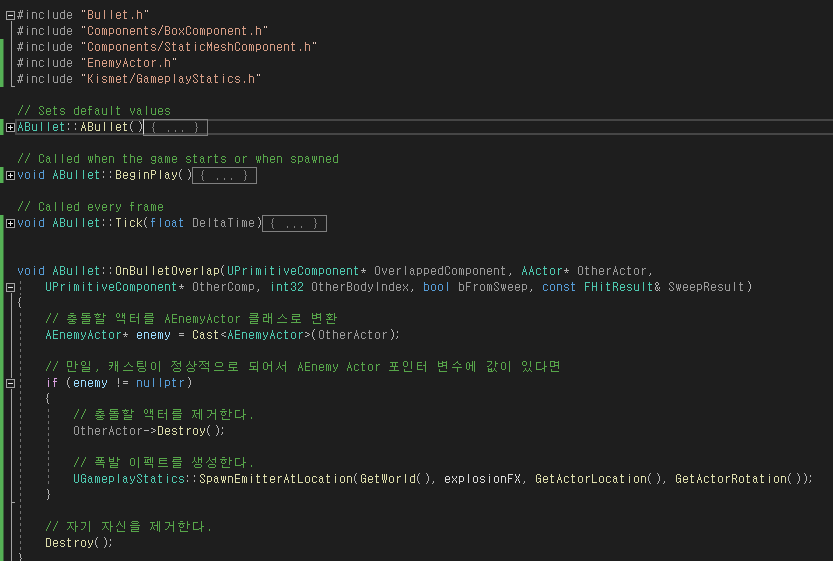 #include "Bullet.h"
#include "Components/BoxComponent.h"
#include "Components/StaticMeshComponent.h"
#include "EnemyActor.h"
#include "Kismet/GameplayStatics.h"
// Sets default values
ABullet::ABullet(){ ... }
// Called when the game starts or when spawned
void ABullet::BeginPlay(){ ... }
// Called every frame
void ABullet::Tick(float DeltaTime){ ... }
void ABullet::OnBulletOverlap(UPrimitiveComponent* OverlappedComponent, AActor* OtherActor,
UPrimitiveComponent* OtherComp, int32 OtherBodyIndex, bool bFromSweep, const FHitResult& SweepResult)
{
// 충돌할 액터를 AEnemyActor 클래스로 변환
AEnemyActor* enemy = Cast<AEnemyActor>(OtherActor);
// 만일, 캐스팅이 정상적으로 되어서 AEnemy Actor 포인터 변수에 값이 있다면
if (enemy != nullptr)
{
// 충돌할 액터를 제거한다.
OtherActor->Destroy();
// 폭발 이펙트를 생성한다.
UGameplayStatics::SpawnEmitterAtLocation(GetWorld(), explosionFX, GetActorLocation(), GetActorRotation());
}
// 자기 자신을 제거한다.
Destroy();
}